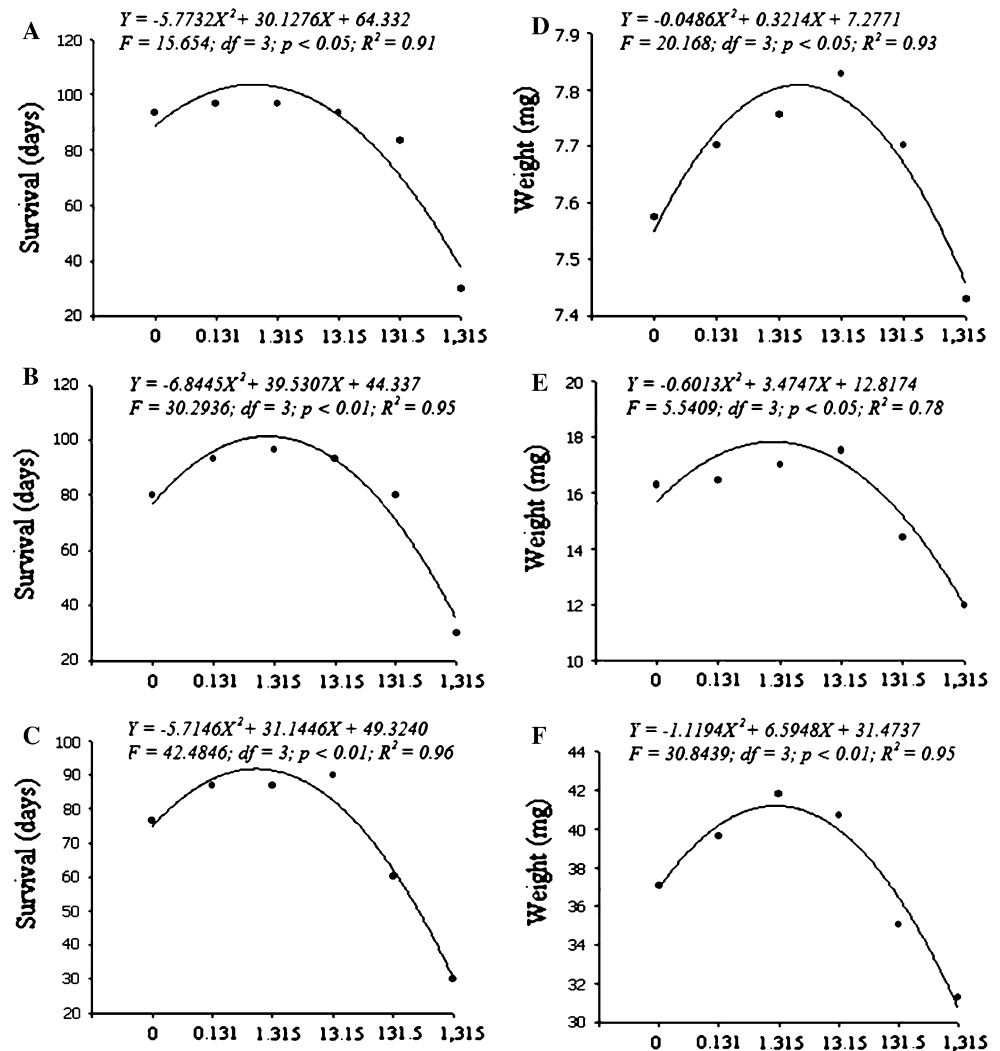 A
Y = -5.7732X² + 30.1276X + 64.332
F = 15.654; df = 3; p < 0.05; R² = 0.91
Survival (days)
120
100
80
60
40
20
0 0.131 1.315 13.15 131.5 1,315
D
Y = -0.0486X² + 0.3214X + 7.2771
F = 20.168; df = 3; p < 0.05; R² = 0.93
Weight (mg)
7.9
7.8
7.7
7.6
7.5
7.4
0 0.131 1.315 13.15 131.5 1,315
B
Y = -6.8445X² + 39.5307X + 44.337
F = 30.2936; df = 3; p < 0.01; R² = 0.95
Survival (days)
120
100
80
60
40
20
0 0.131 1.315 13.15 131.5 1,315
E
Y = -0.6013X² + 3.4747X + 12.8174
F = 5.5409; df = 3; p < 0.05; R² = 0.78
Weight (mg)
20
18
16
14
12
10
0 0.131 1.315 13.15 131.5 1,315
C
Y = -5.7146X² + 31.1446X + 49.3240
F = 42.4846; df = 3; p < 0.01; R² = 0.96
Survival (days)
100
90
80
70
60
50
40
30
20
0 0.131 1.315 13.15 131.5 1,315
F
Y = -1.1194X² + 6.5948X + 31.4737
F = 30.8439; df = 3; p < 0.01; R² = 0.95
Weight (mg)
44
42
40
38
36
34
32
30
0 0.131 1.315 13.15 131.5 1,315